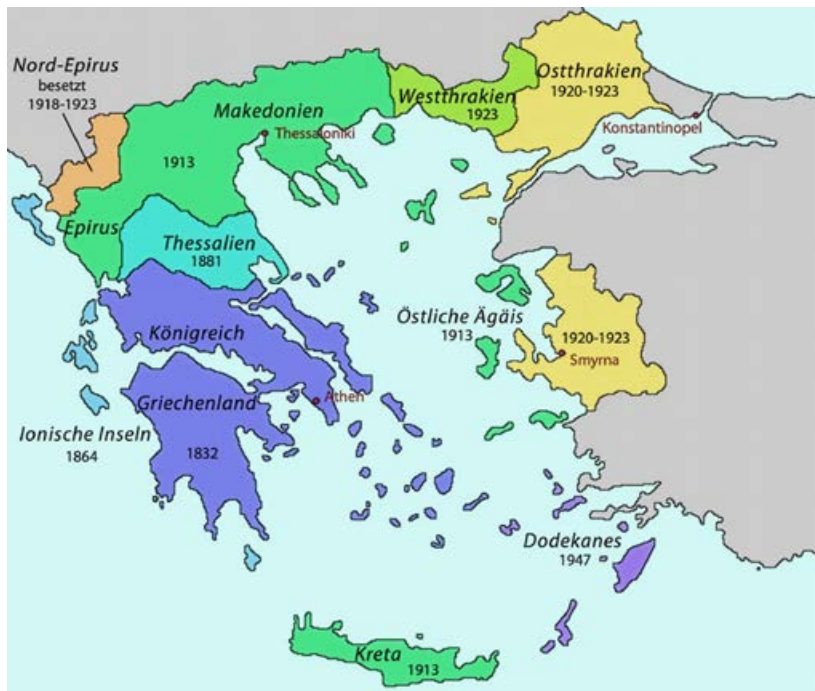 Nord-Epirus
besetzt
1918-1923
Makedonien
Thessaloniki
1913
Westthrakien
1923
Ostthrakien
1920-1923
Konstantinopel
Epirus
Thessalien
1881
Östliche Ägäis
1913
1920-1923
Smyrna
Königreich
Griechenland
1832
Athen
Ionische Inseln
1864
Dodekanes
1947
Kreta
1913